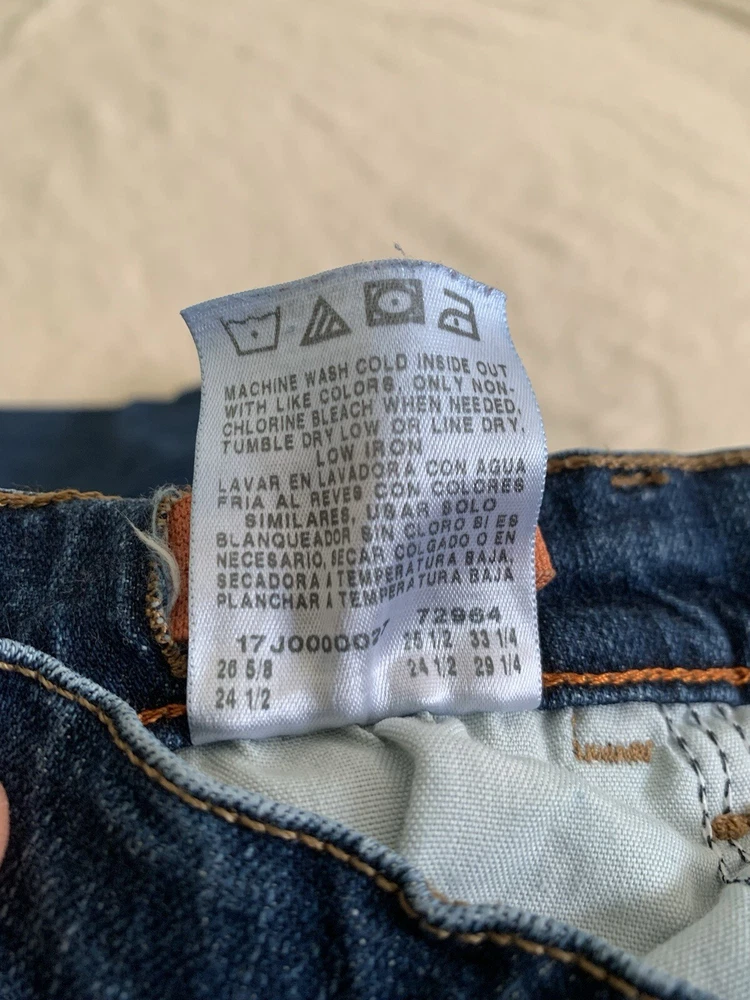 MACHINE WASH COLD INSIDE OUT
WITH LIKE COLORS, ONLY NON-
CHLORINE BLEACH WHEN NEEDED,
TUMBLE DRY LOW OR LINE DRY,
LOW IRON
LAVAR EN LAVADORA CON AGUA
FRIA AL REVES CON COLORES
SIMILARES, USAR SOLO
BLANQUEADOR SIN CLORO SI ES
NECESARIO, SECAR COLGADO O EN
SECADORA A TEMPERATURA BAJA
PLANCHAR A TEMPERATURA BAJA
72964
26 5/8 33 1/4
24 1/2 24 1/2 29 1/4